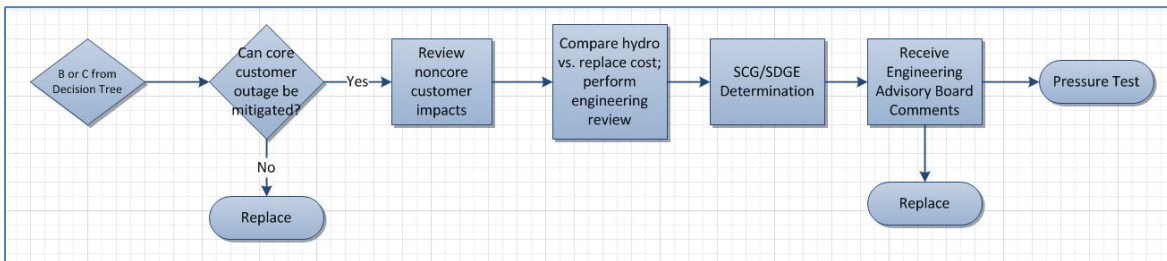 B or C from
Decision Tree
Can core
customer
outage be
mitigated?
Yes
No
Replace
Review
noncore
customer
impacts
Compare hydro
vs. replace cost;
perform
engineering
review
SCG/SDGE
Determination
Receive
Engineering
Advisory Board
Comments
Pressure Test
Replace